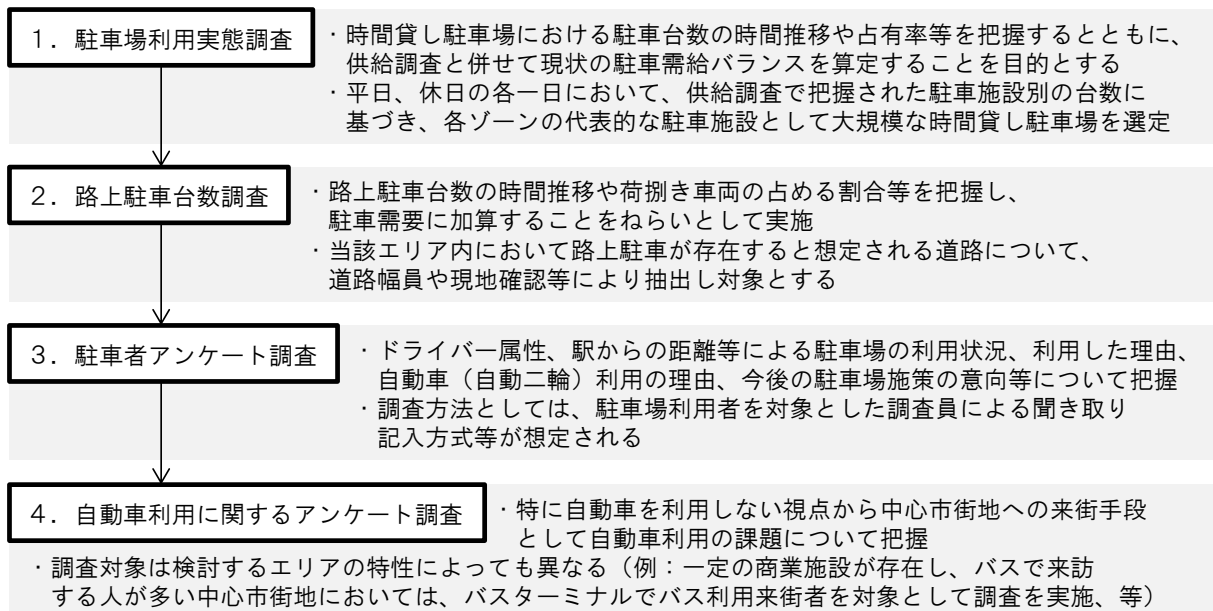 1．駐車場利用実態調査
・時間貸し駐車場における駐車台数の時間推移や占有率等を把握するとともに、
供給調査と併せて現状の駐車需給バランスを算定することを目的とする
・平日、休日の各一日において、供給調査で把握された駐車施設別の台数に
基づき、各ゾーンの代表的な駐車施設として大規模な時間貸し駐車場を選定
2．路上駐車台数調査
・路上駐車台数の時間推移や荷捌き車両の占める割合等を把握し、
駐車需要に加算することをねらいとして実施
・当該エリア内において路上駐車が存在すると想定される道路について、
道路幅員や現地確認等により抽出し対象とする
3．駐車者アンケート調査
・ドライバー属性、駅からの距離等による駐車場の利用状況、利用した理由、
自動車（自動二輪）利用の理由、今後の駐車場施策の意向等について把握
・調査方法としては、駐車場利用者を対象とした調査員による聞き取り
記入方式等が想定される
4．自動車利用に関するアンケート調査
・特に自動車を利用しない視点から中心市街地への来街手段
として自動車利用の課題について把握
・調査対象は検討するエリアの特性によっても異なる（例：一定の商業施設が存在し、バスで来訪
する人が多い中心市街地においては、バスターミナルでバス利用来街者を対象として調査を実施、等）